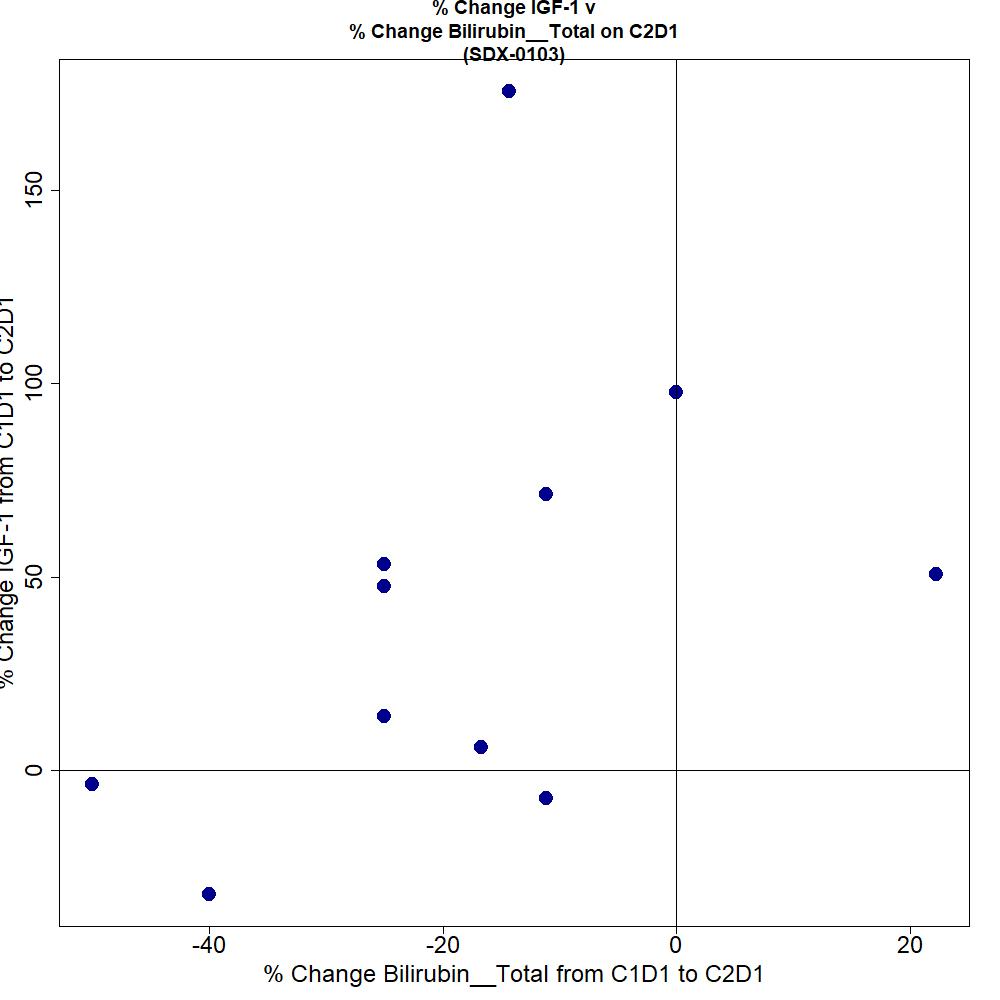 % Change IGF-1 v
% Change Bilirubin__Total on C2D1
(SDX-0103)
% Change IGF-1 from C1D1 to C2D1
150
100
50
0
-40
-20
0
20
% Change Bilirubin__Total from C1D1 to C2D1